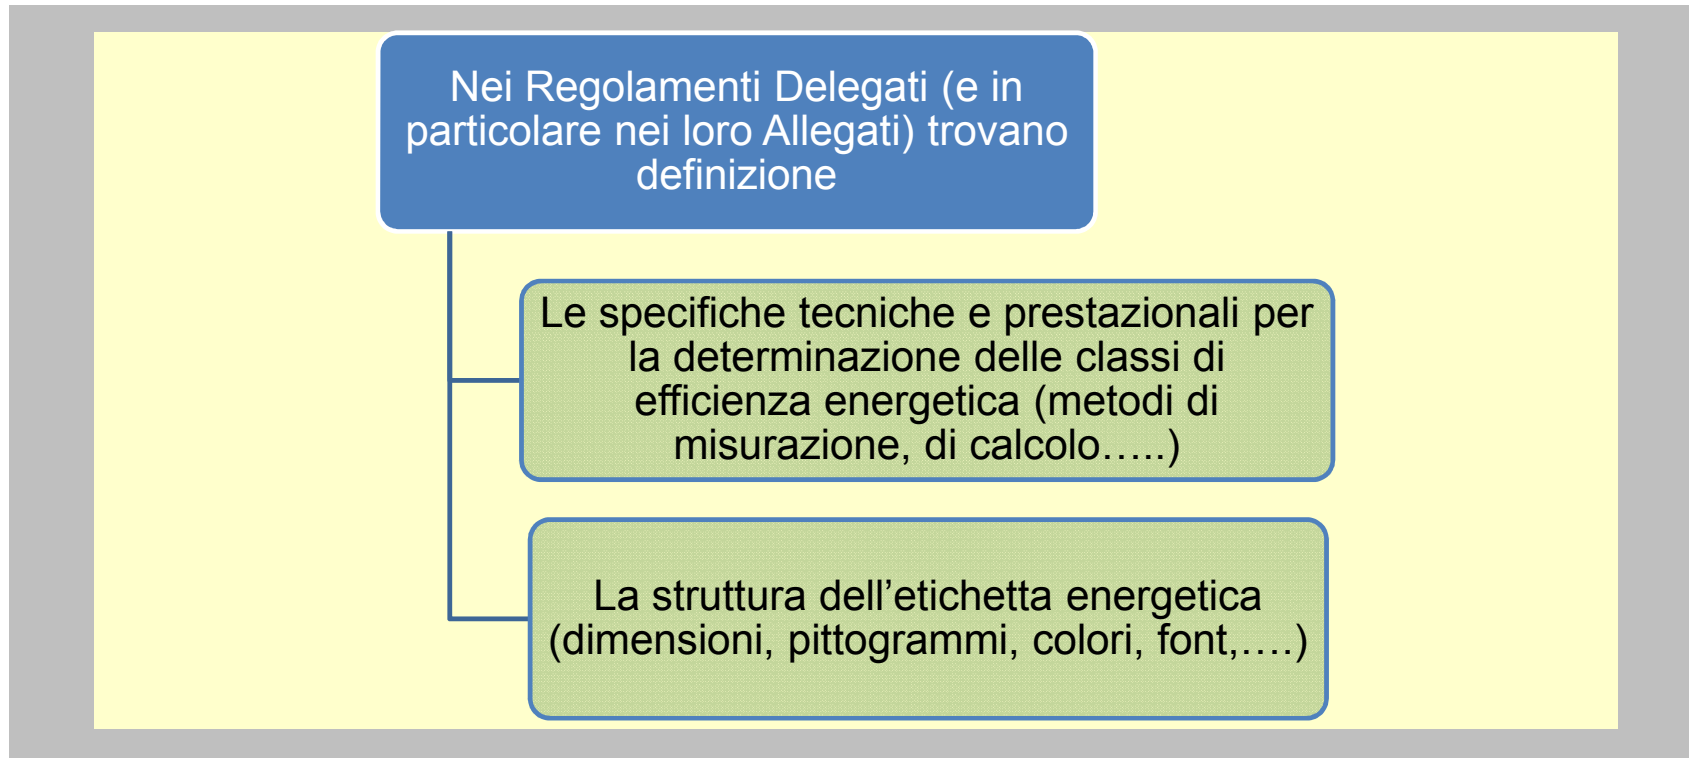 Nei Regolamenti Delegati (e in
particolare nei loro Allegati) trovano
definizione
Le specifiche tecniche e prestazionali per
la determinazione delle classi di
efficienza energetica (metodi di
misurazione, di calcolo…..)
La struttura dell’etichetta energetica
(dimensioni, pittogrammi, colori, font,….)